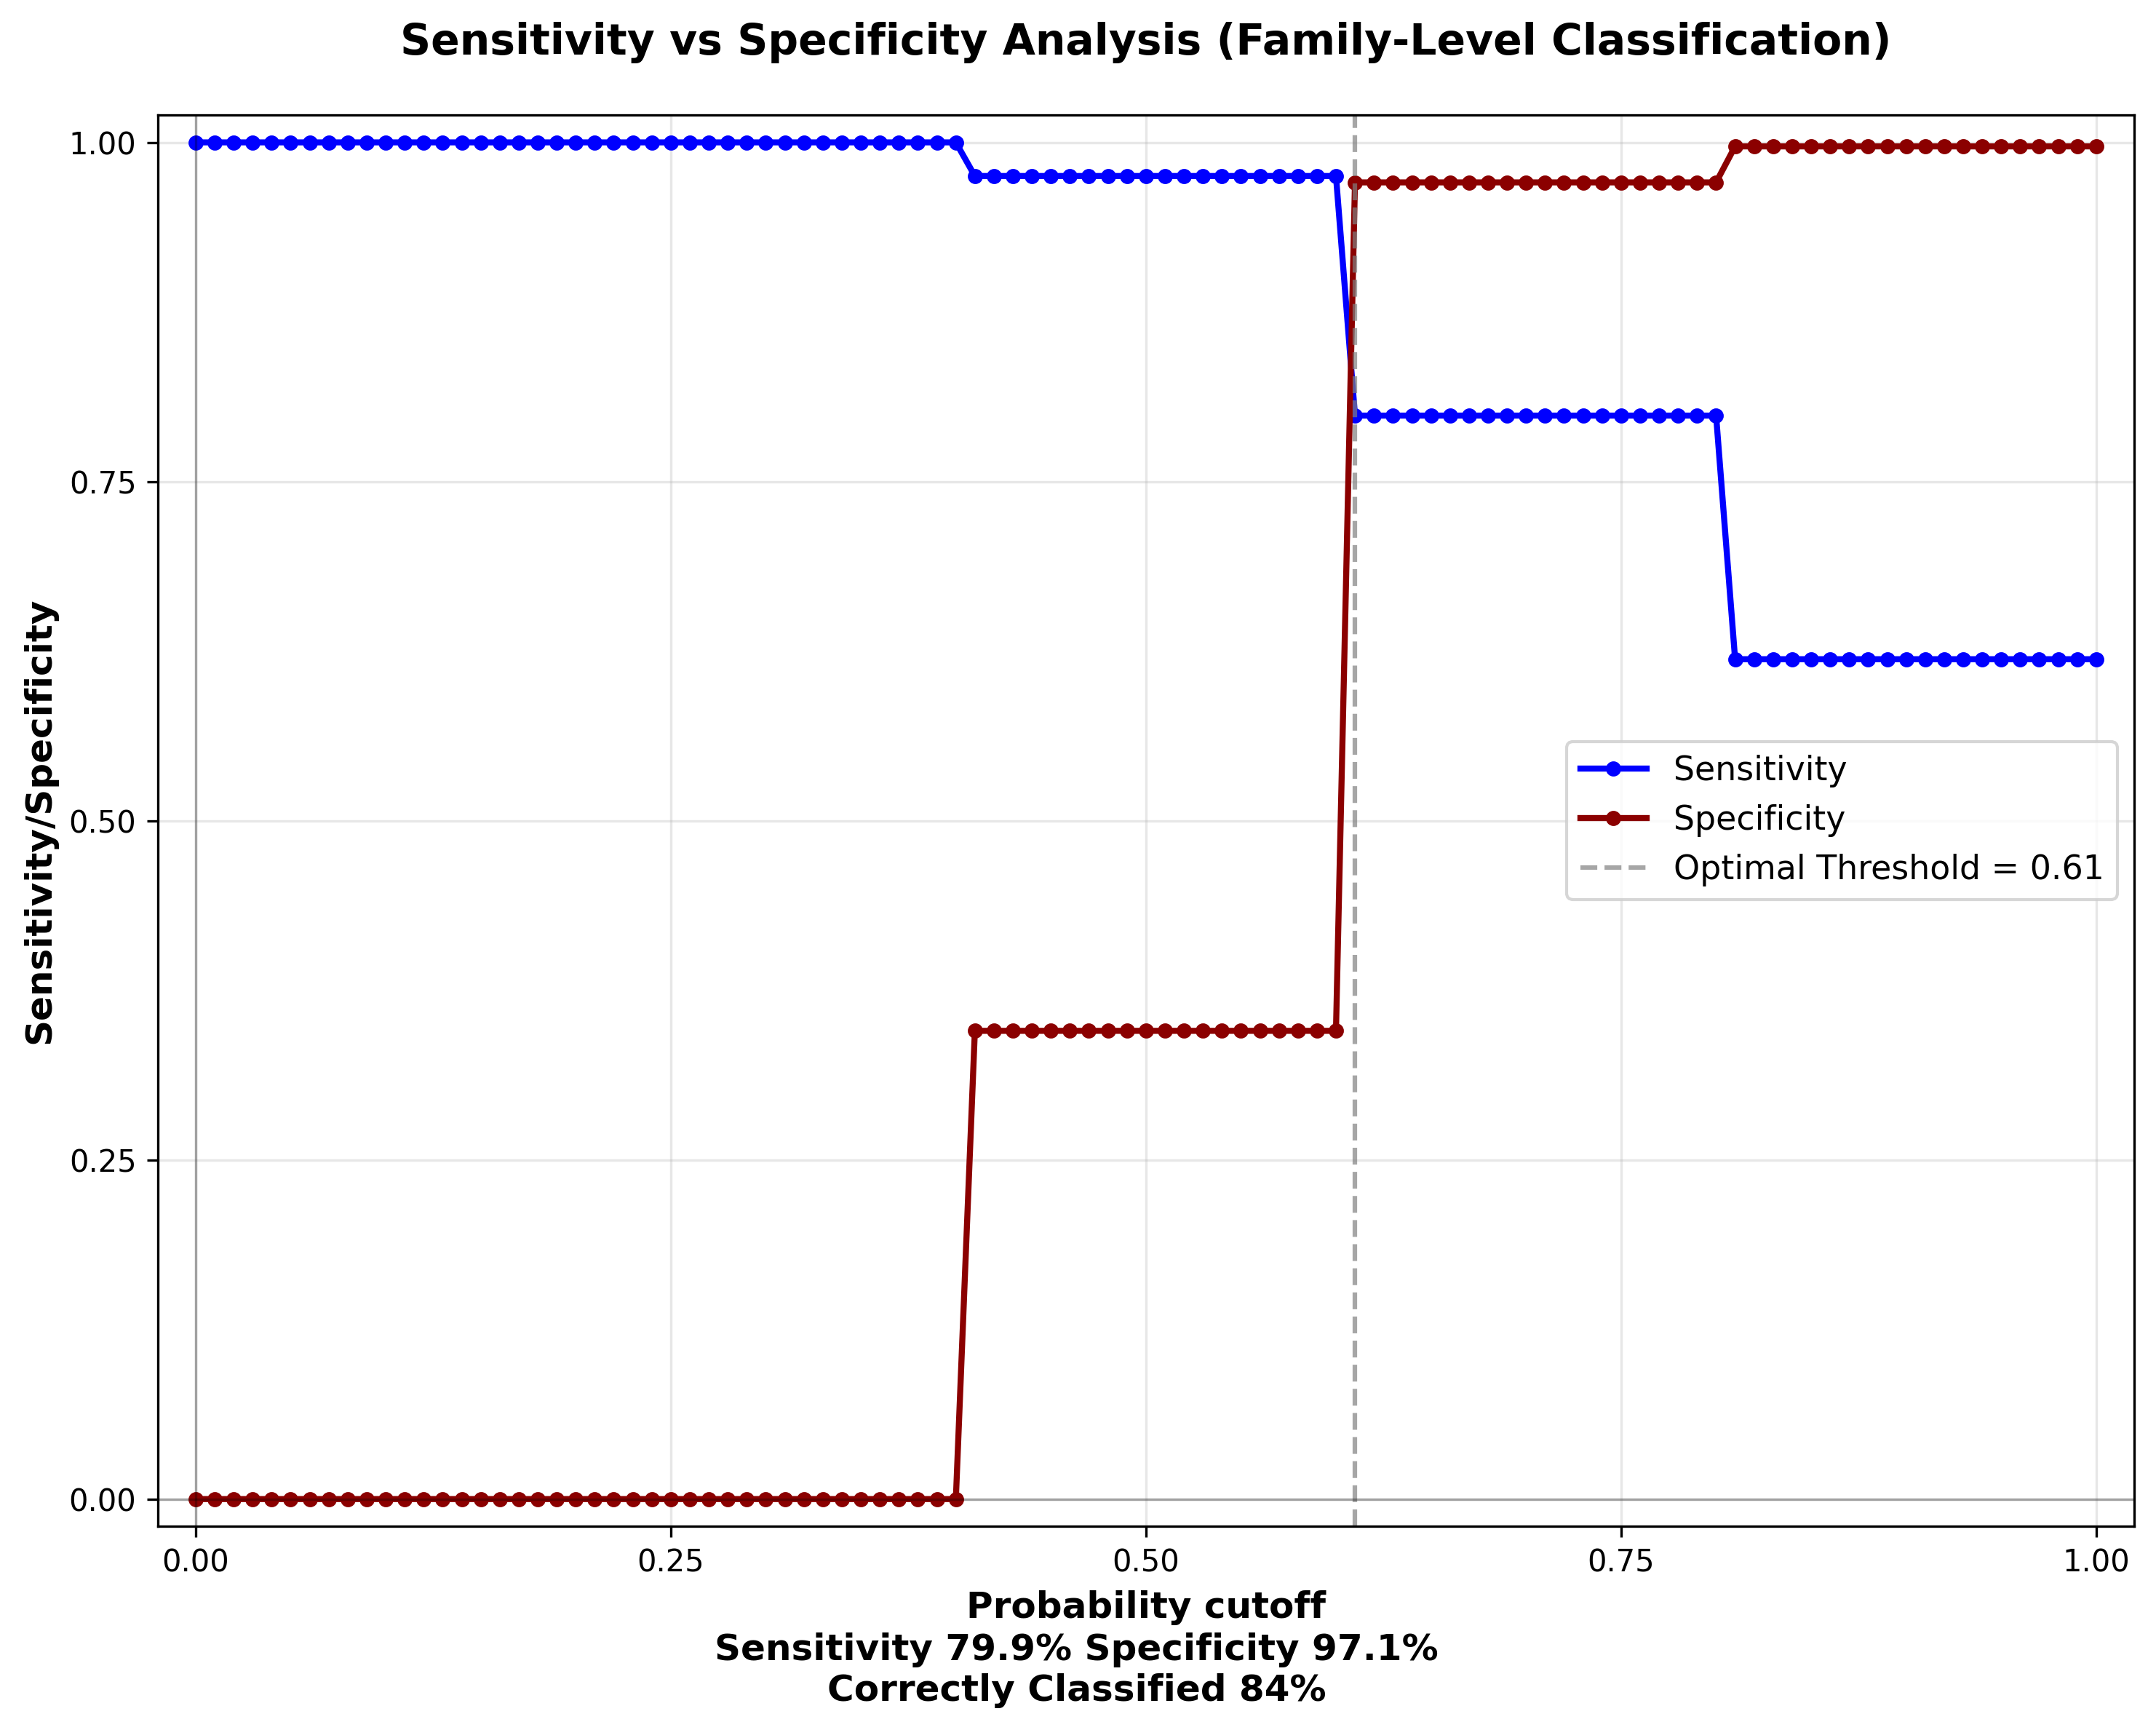 Sensitivity vs Specificity Analysis (Family-Level Classification)
Sensitivity/Specificity
1.00
0.75
0.50
0.25
0.00
Sensitivity
Specificity
Optimal Threshold = 0.61
0.00 0.25 0.50 0.75 1.00
Probability cutoff
Sensitivity 79.9% Specificity 97.1%
Correctly Classified 84%